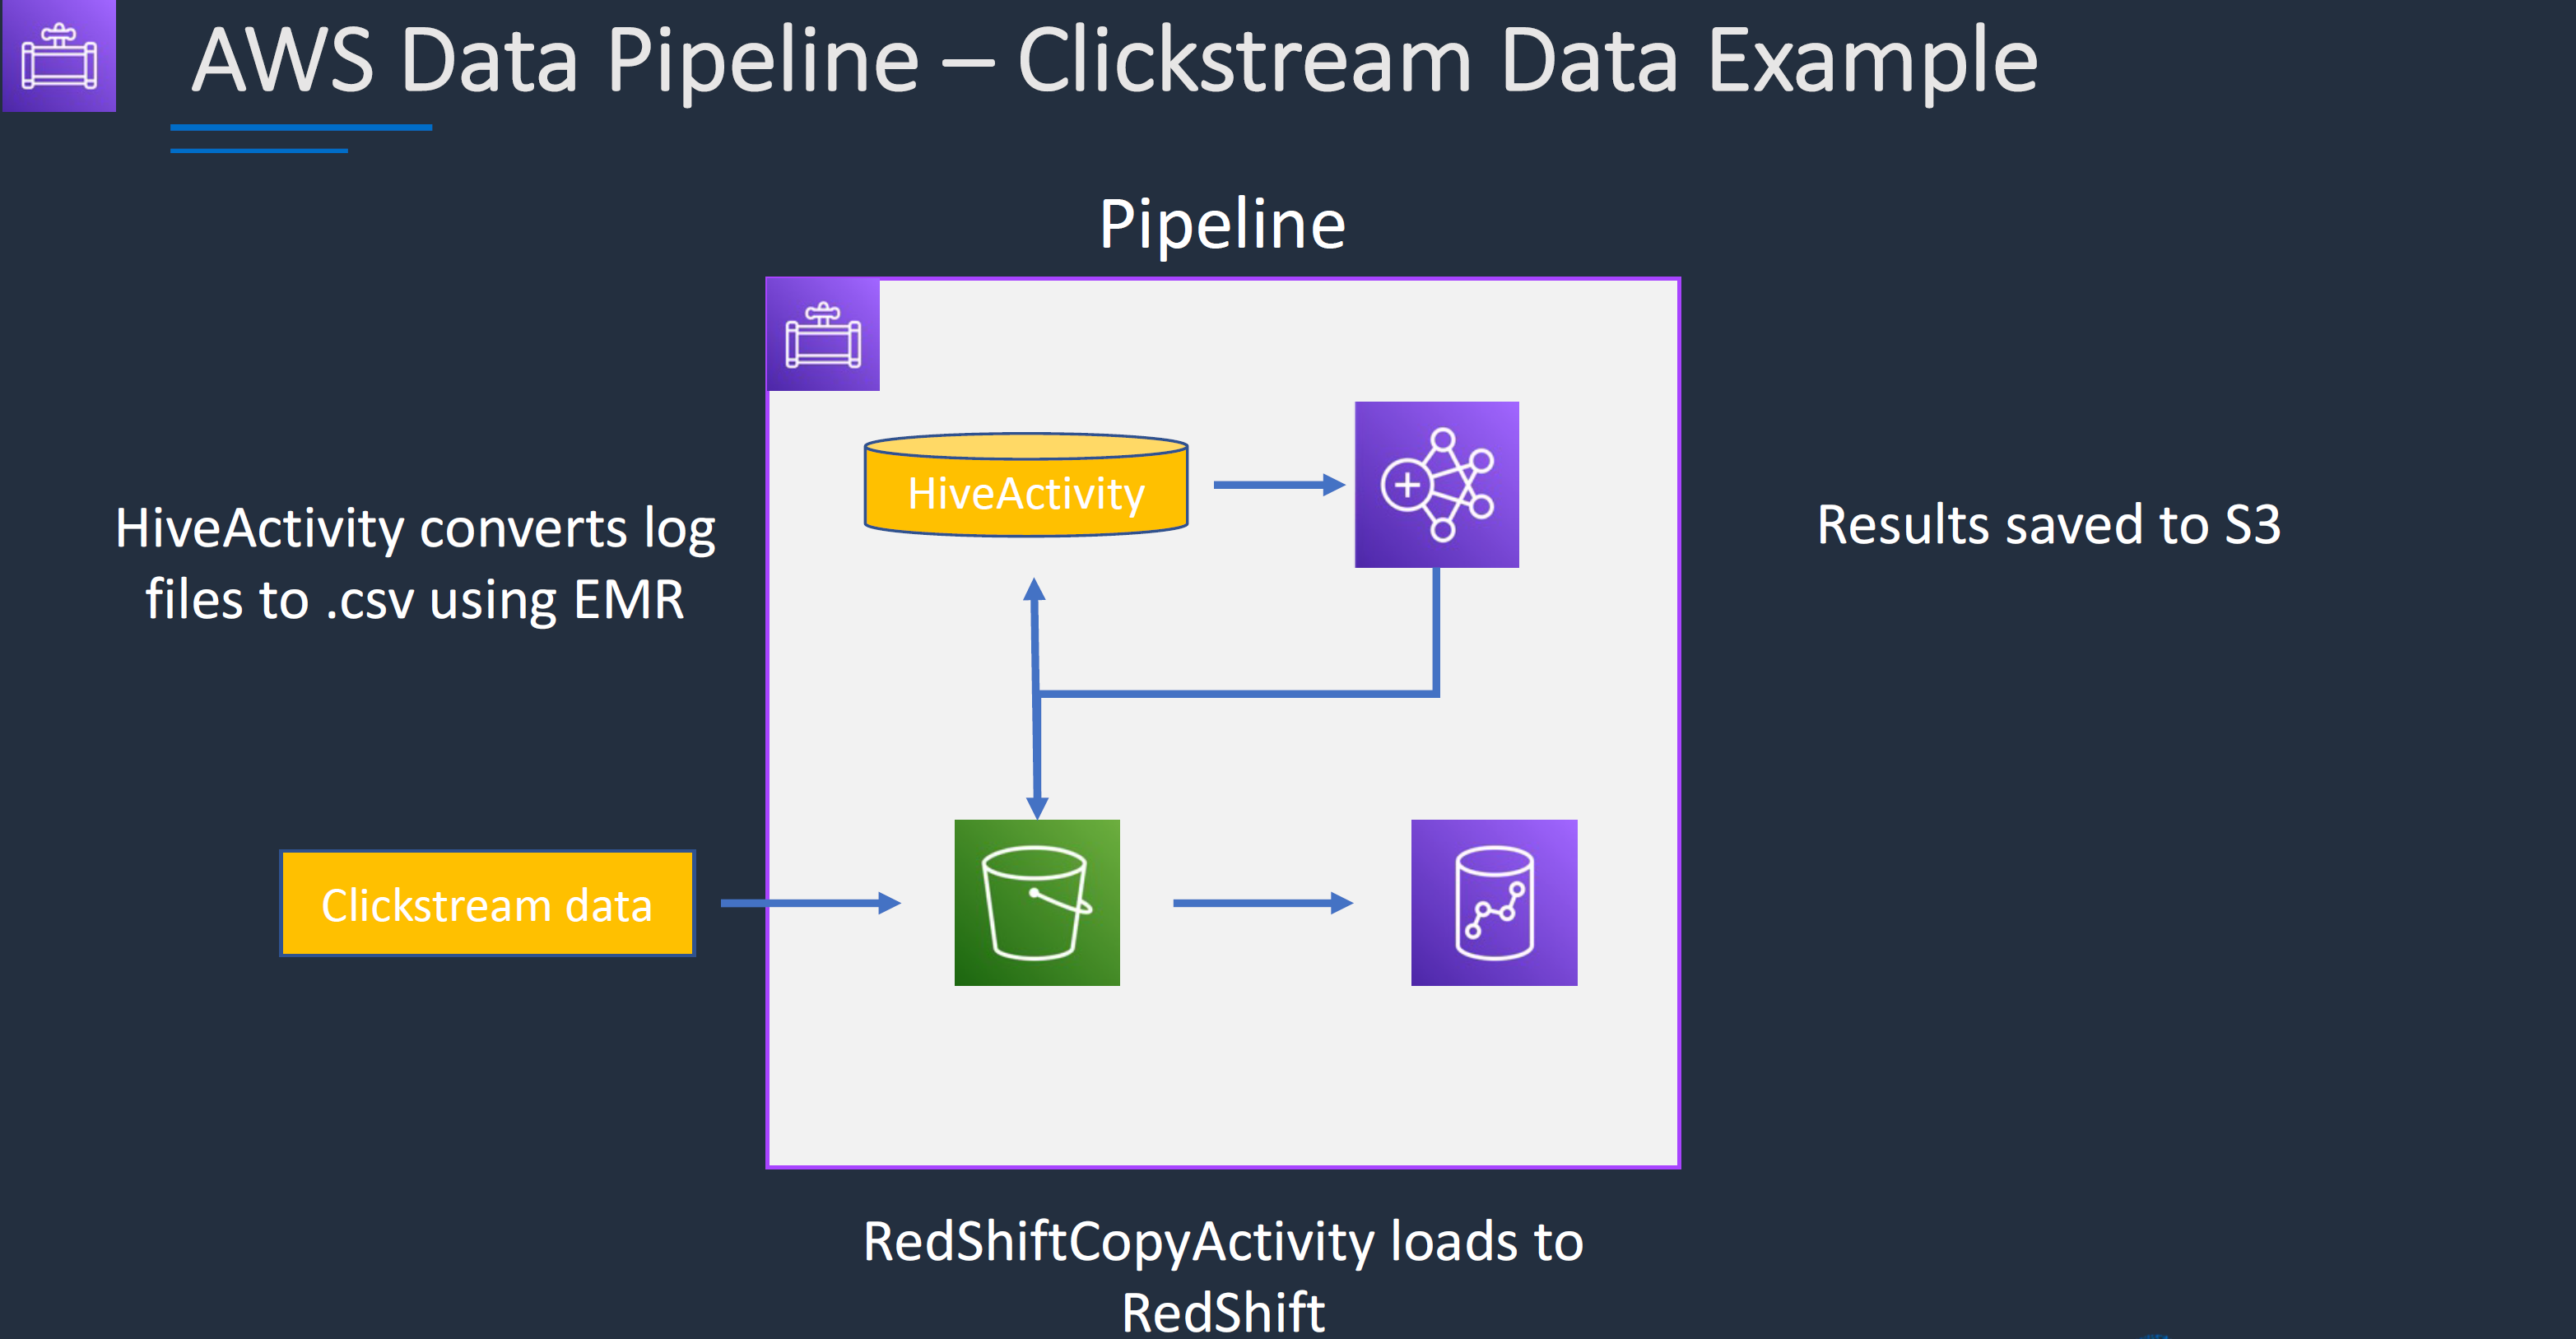 AWS Data Pipeline – Clickstream Data Example
Pipeline
HiveActivity
HiveActivity converts log
files to .csv using EMR
Results saved to S3
Clickstream data
RedShiftCopyActivity loads to
RedShift